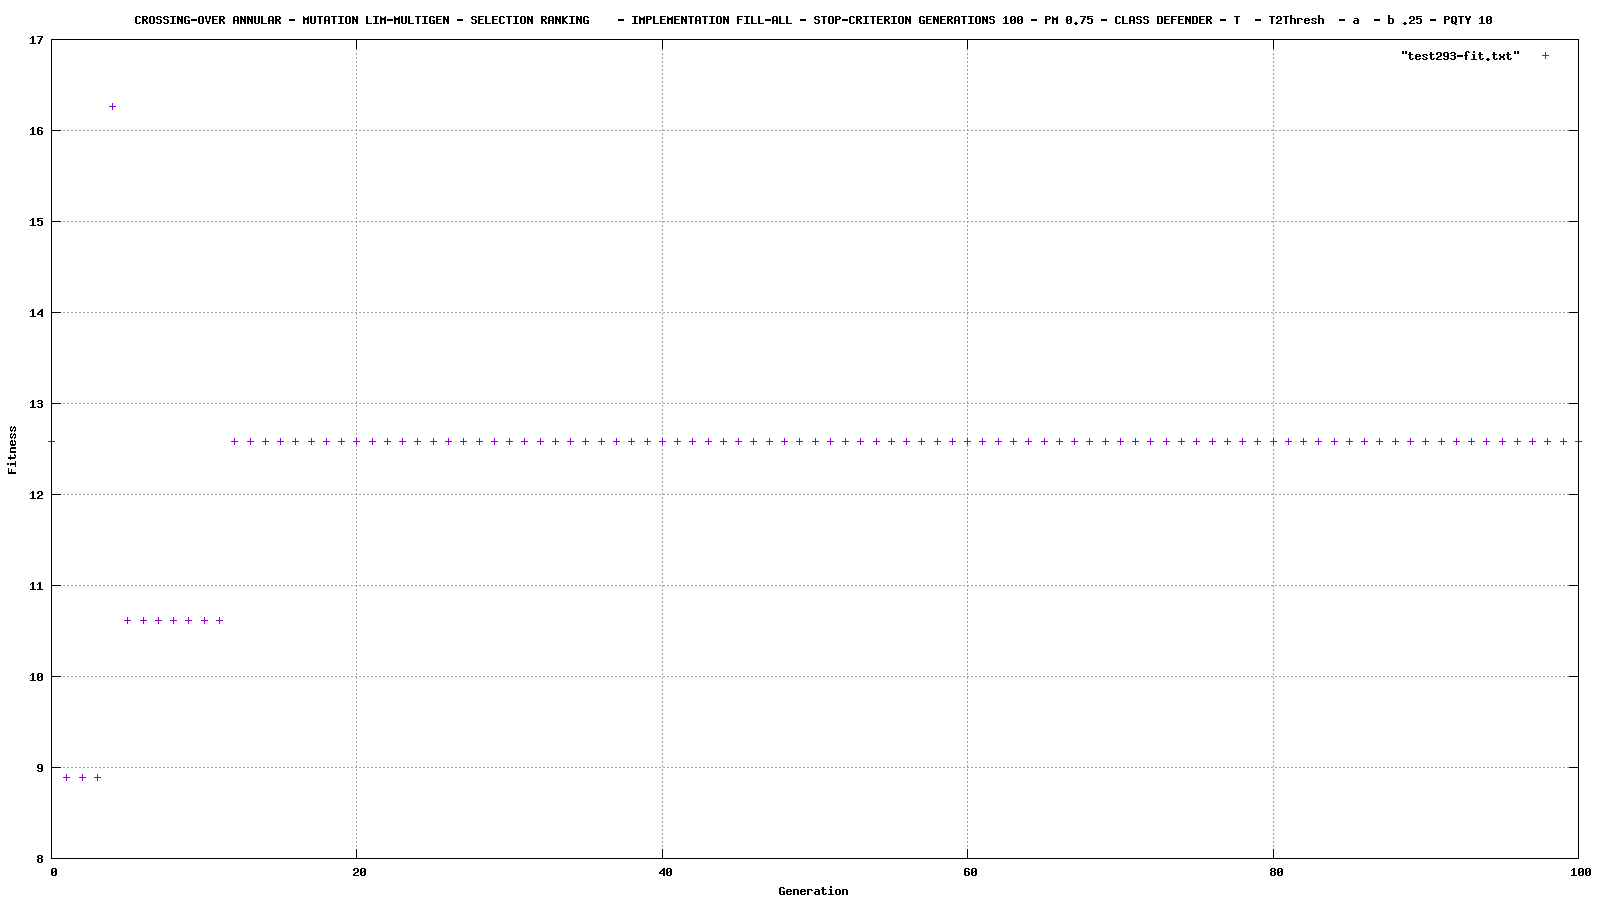 CROSSING-OVER ANNULAR - MUTATION LIM-MULTIGEN - SELECTION RANKING    - IMPLEMENTATION FILL-ALL - STOP-CRITERION GENERATIONS 100 - PM 0.75 - CLASS DEFENDER - T  - T2Thresh  - a  - b .25 - PQTY 10
"test293-fit.txt"
17
16
15
14
13
12
11
10
9
8
Fitness
0 20 40 60 80 100
Generation